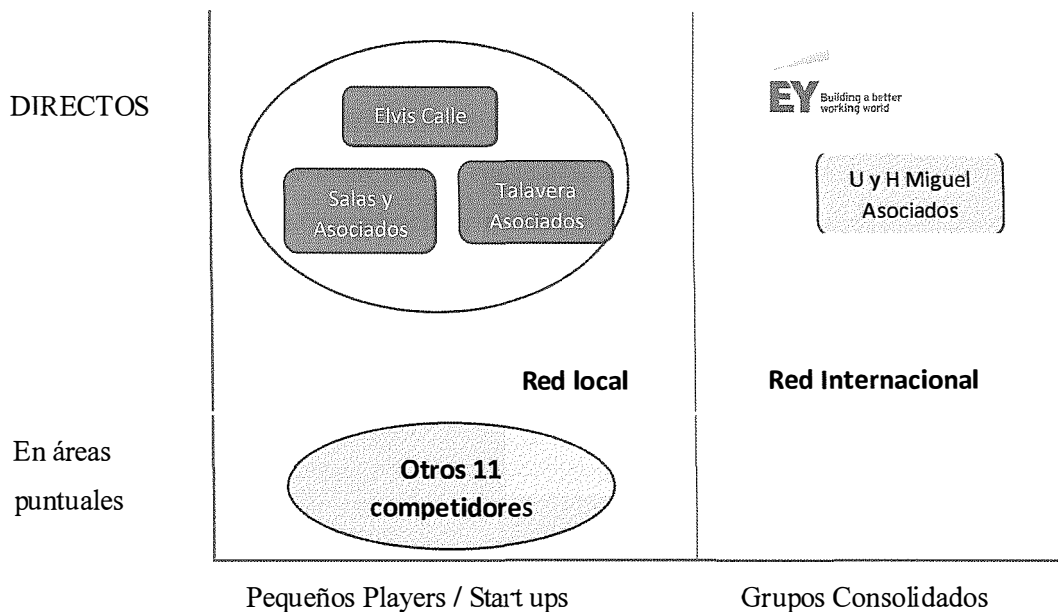 DIRECTOS
Elvis Calle
Salas y
Asociados
Talavera
Asociados
EY Building a better
working world
U y H Miguel
Asociados
Red local
Red Internacional
En áreas
puntuales
Otros 11
competidores
Pequeños Players / Start ups
Grupos Consolidados